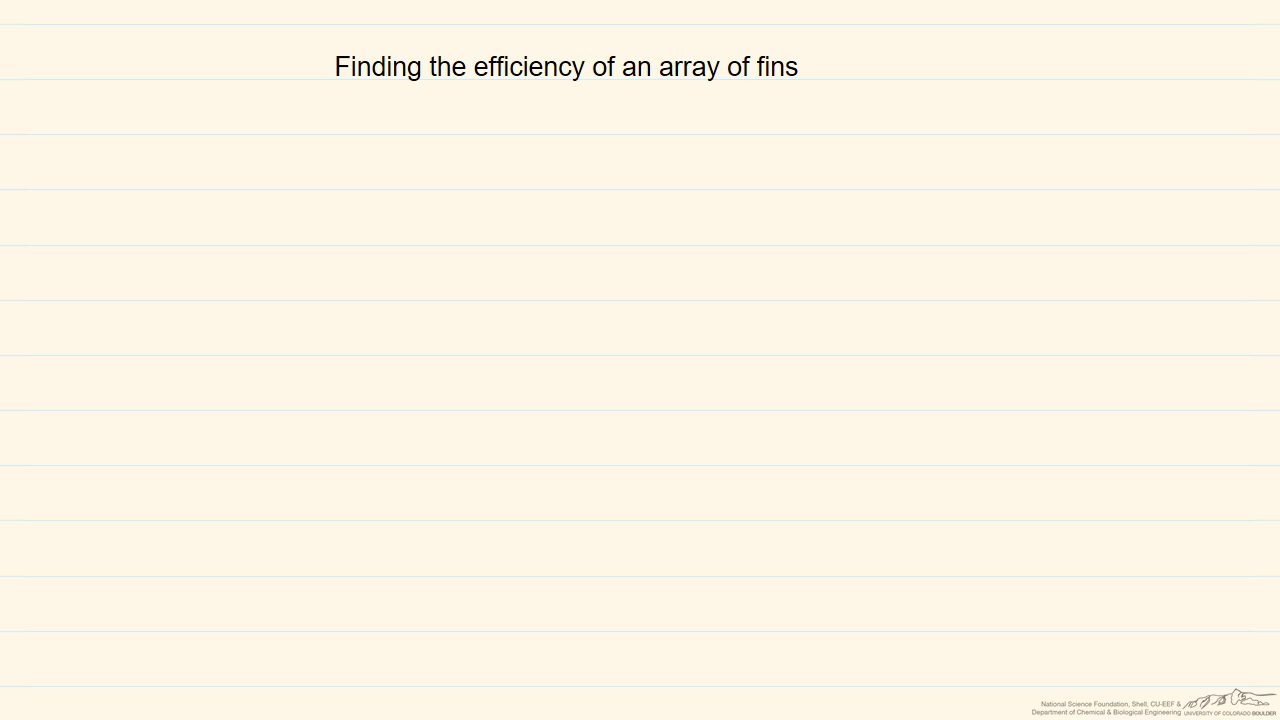 Finding the efficiency of an array of fins
National Science Foundation, Shell, CU-EEF &
Department of Chemical & Biological Engineering
UNIVERSITY OF COLORADO BOULDER